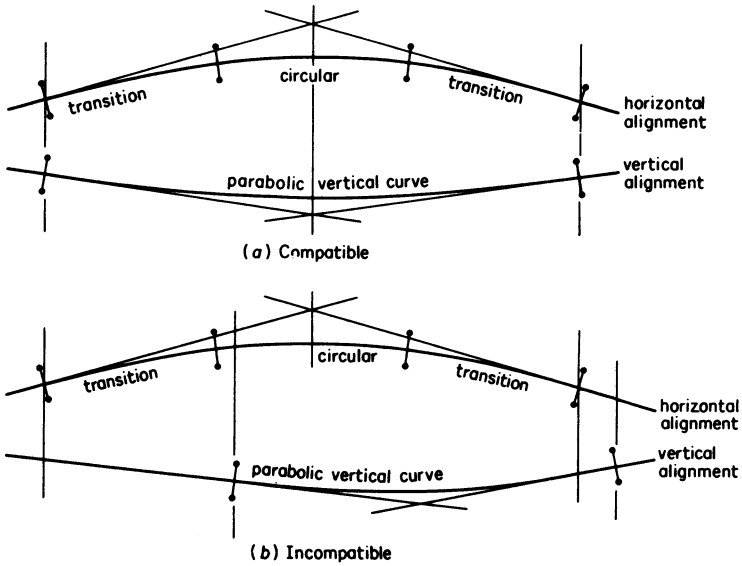 transition
circular
transition
horizontal
alignment
parabolic vertical curve
vertical
alignment
(a) Compatible
transition
circular
transition
horizontal
alignment
parabolic vertical curve
vertical
alignment
(b) Incompatible